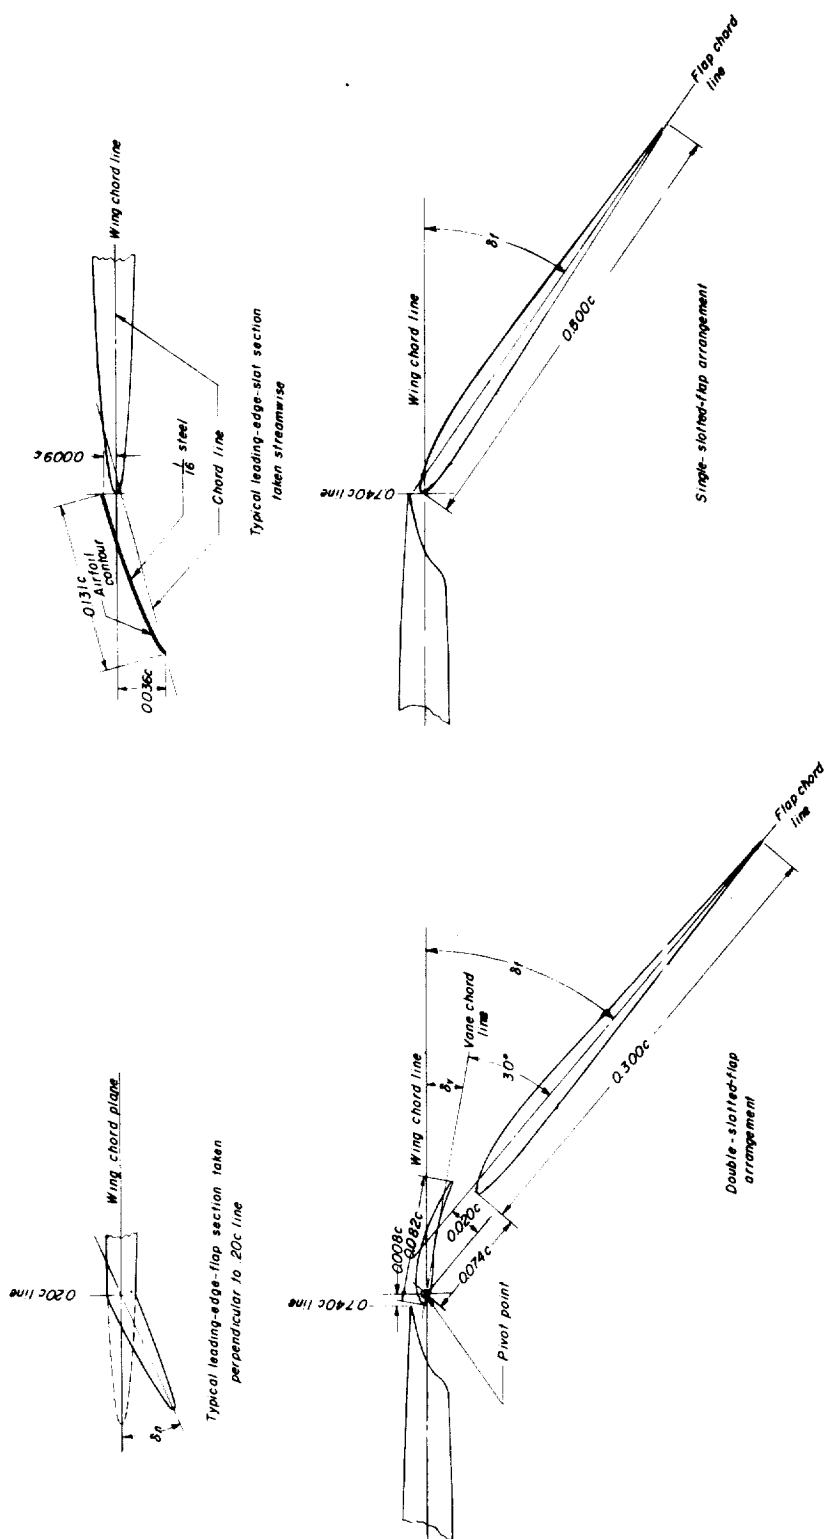 0.20c line
Wing chord plane
δn
Typical leading-edge-flap section taken
perpendicular to .20c line
0.131c
Airfoil
contour
0.036c
0.009c
Wing chord line
1/16 steel
Chord line
Typical leading-edge-slat section
taken streamwise
0.740c line
0.008c
0.082c
Wing chord line
δv
Vane chord
line
30°
δf
0.020c
0.074c
Pivot point
0.300c
Flap chord
line
Double-slotted-flap
arrangement
0.740c line
Wing chord line
δf
Flap chord
line
Single-slotted-flap arrangement